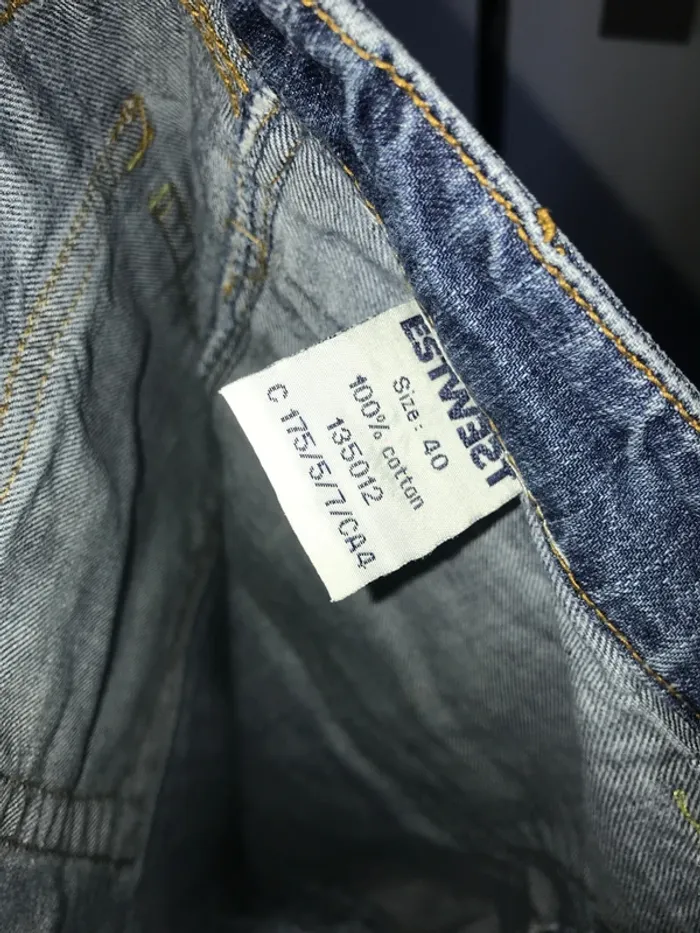 ESTWEST
Size: 40
100% cotton
135012
C 175/5/7/CA4